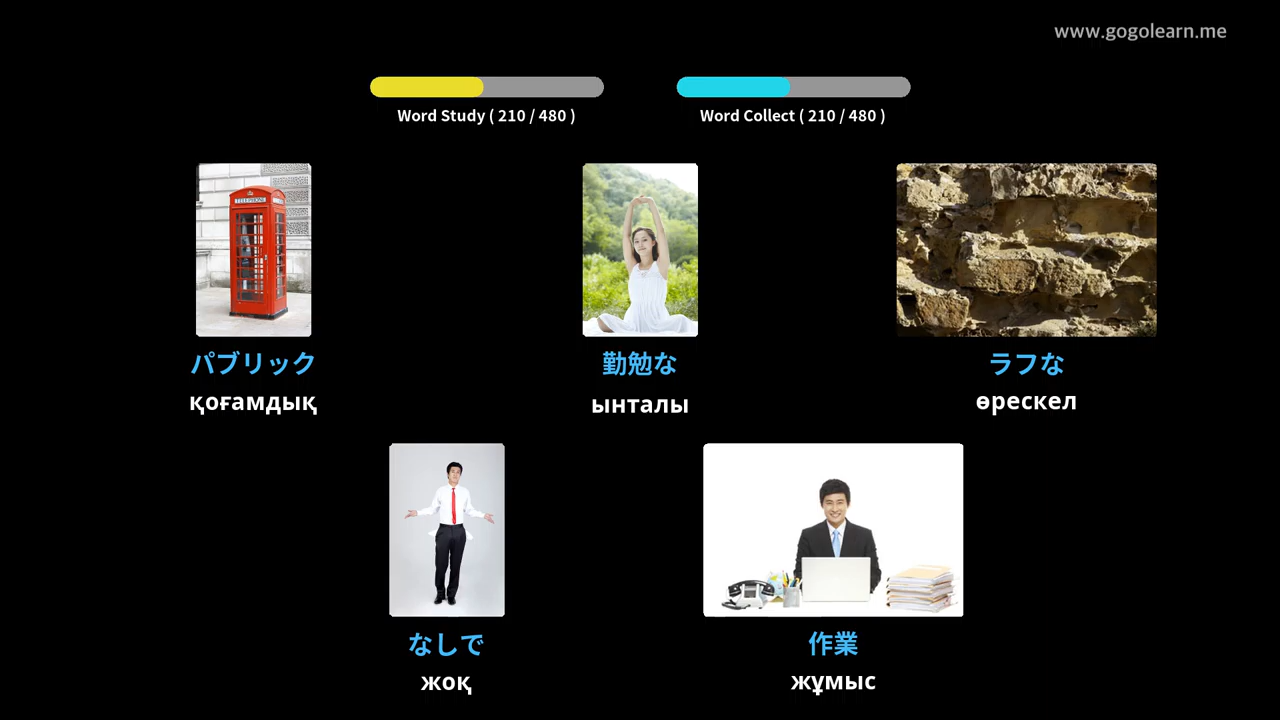 www.gogolearn.me
Word Study ( 210 / 480 )
Word Collect ( 210 / 480 )
TELEPHONE
パブリック
қоғамдық
勤勉な
ынталы
ラフな
өрескел
なしで
жоқ
作業
жұмыс